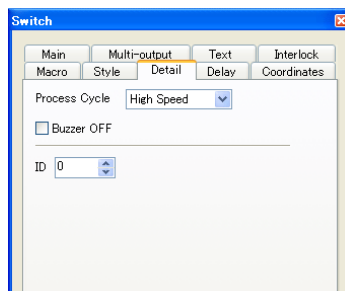 Switch
Main Multi-output Text Interlock
Macro Style Detail Delay Coordinates
Process Cycle High Speed
Buzzer OFF
ID 0